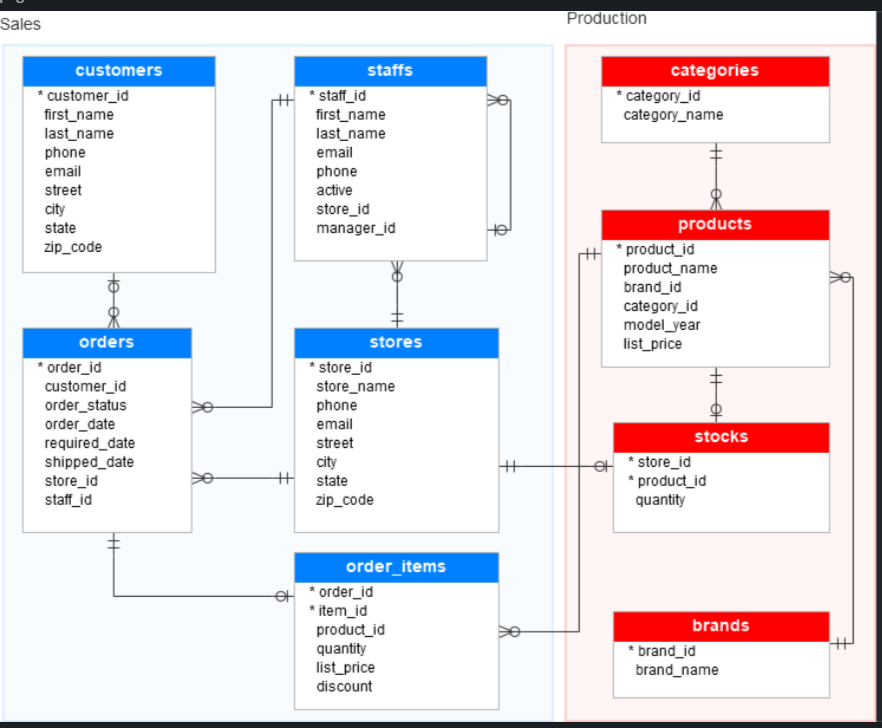 Sales
customers
* customer_id
first_name
last_name
phone
email
street
city
state
zip_code
staffs
* staff_id
first_name
last_name
email
phone
active
store_id
manager_id
orders
* order_id
customer_id
order_status
order_date
required_date
shipped_date
store_id
staff_id
stores
* store_id
store_name
phone
email
street
city
state
zip_code
order_items
* order_id
* item_id
product_id
quantity
list_price
discount
Production
categories
* category_id
category_name
products
* product_id
product_name
brand_id
category_id
model_year
list_price
stocks
* store_id
* product_id
quantity
brands
* brand_id
brand_name